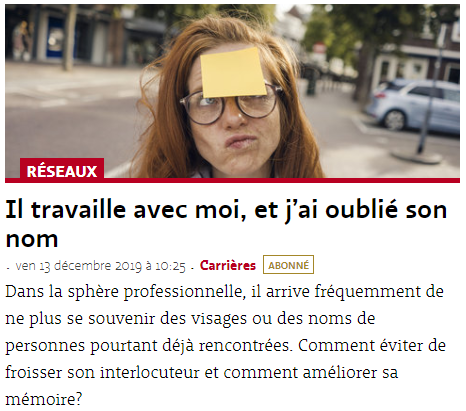 RÉSEAUX
Il travaille avec moi, et j’ai oublié son
nom
- ven 13 décembre 2019 à 10:25 - Carrières ABONNÉ
Dans la sphère professionnelle, il arrive fréquemment de
ne plus se souvenir des visages ou des noms de
personnes pourtant déjà rencontrées. Comment éviter de
froisser son interlocuteur et comment améliorer sa
mémoire?